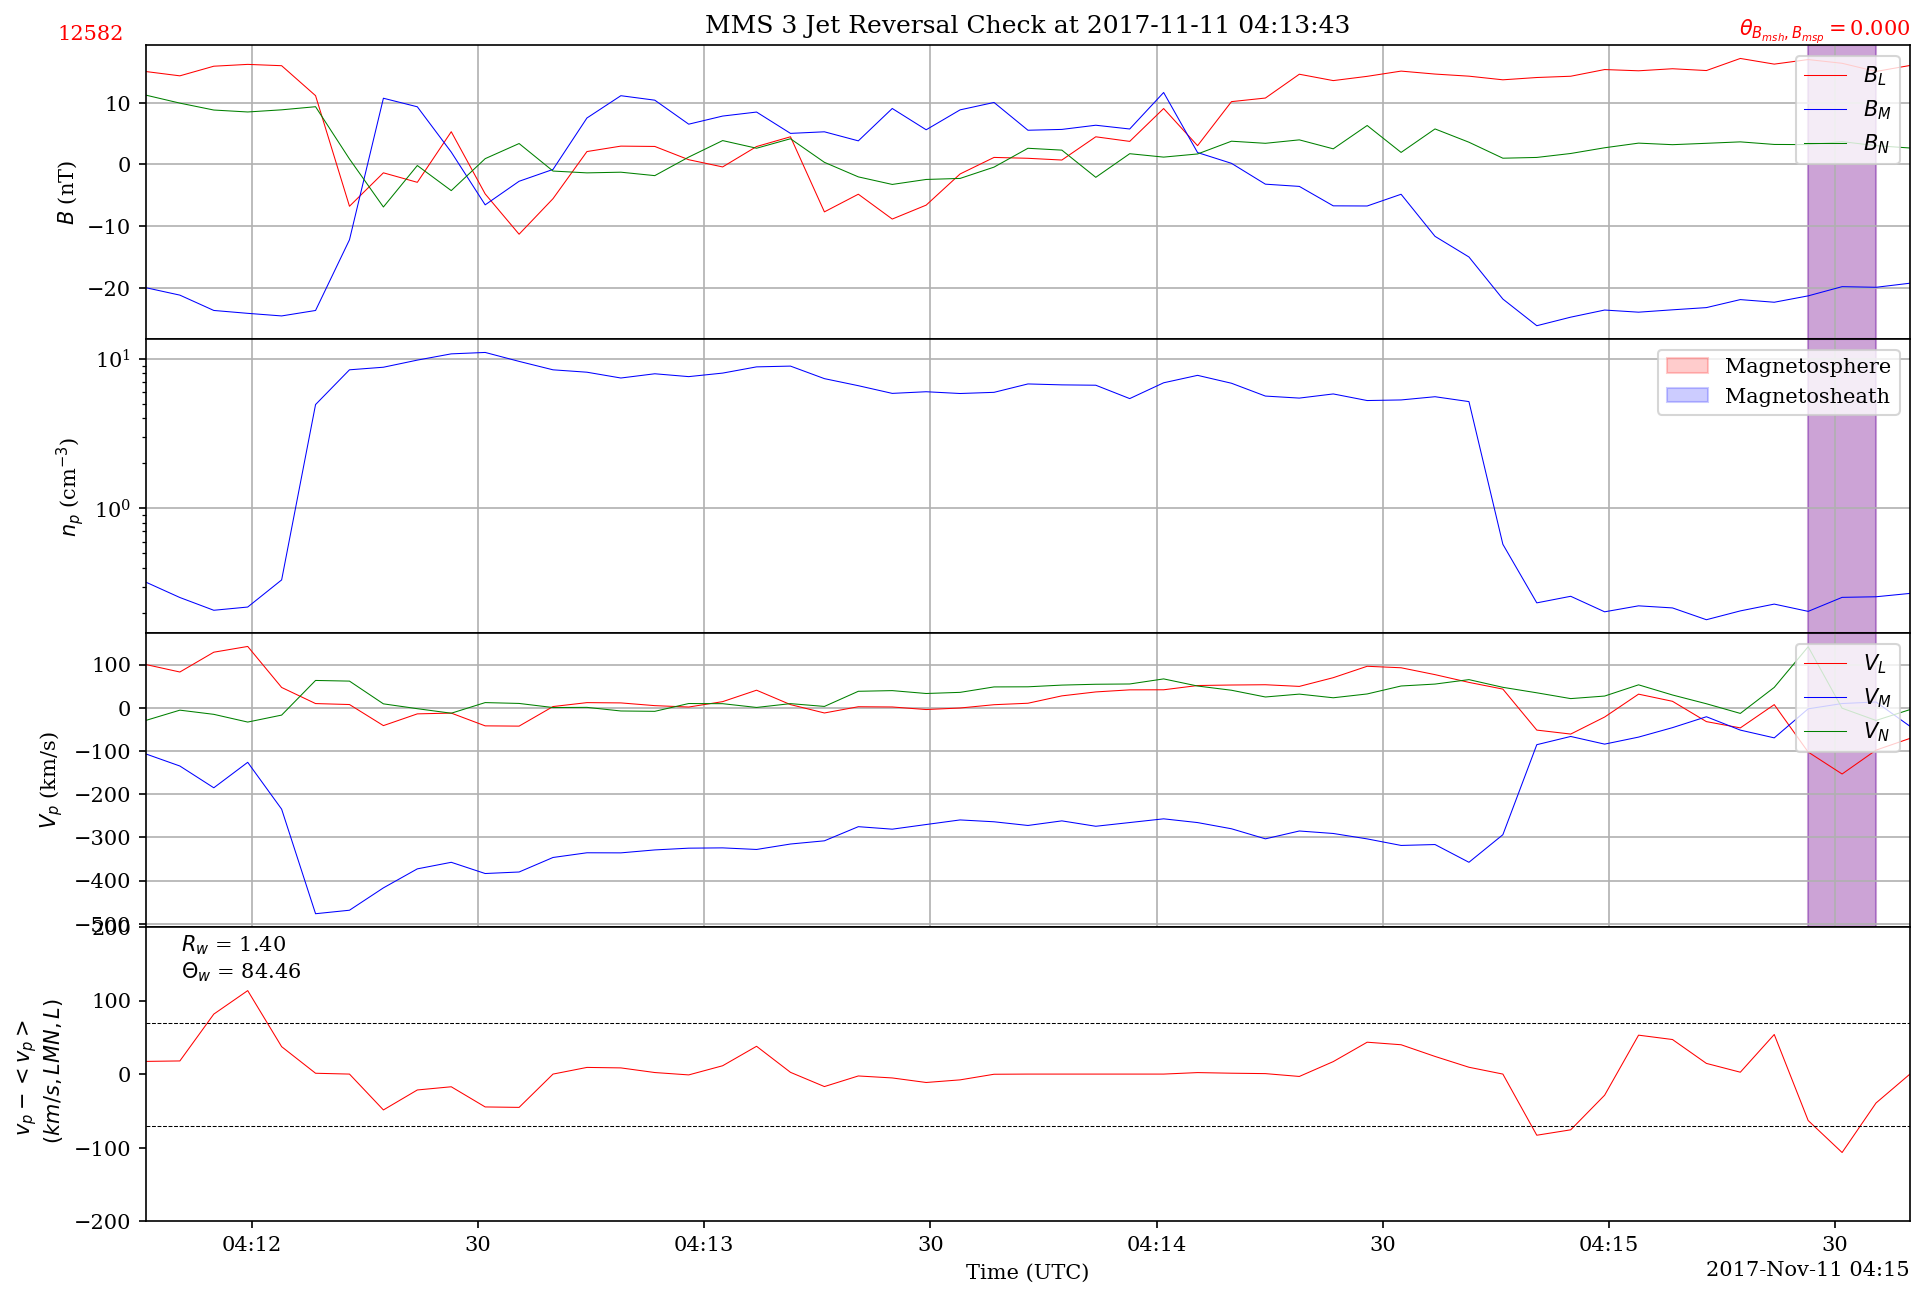 12582
MMS 3 Jet Reversal Check at 2017-11-11 04:13:43
θ_{B_{msh}, B_{msp}} = 0.000
B (nT)
10
0
−10
−20
B_L
B_M
B_N
n_p (cm^{−3})
10^1
10^0
Magnetosphere
Magnetosheath
V_p (km/s)
100
0
−100
−200
−300
−400
−500
V_L
V_M
V_N
v_p − < v_p >
(km/s, LMN, L)
200
100
0
−100
−200
R_w = 1.40
Θ_w = 84.46
04:12
30
04:13
30
04:14
30
04:15
30
Time (UTC)
2017-Nov-11 04:15